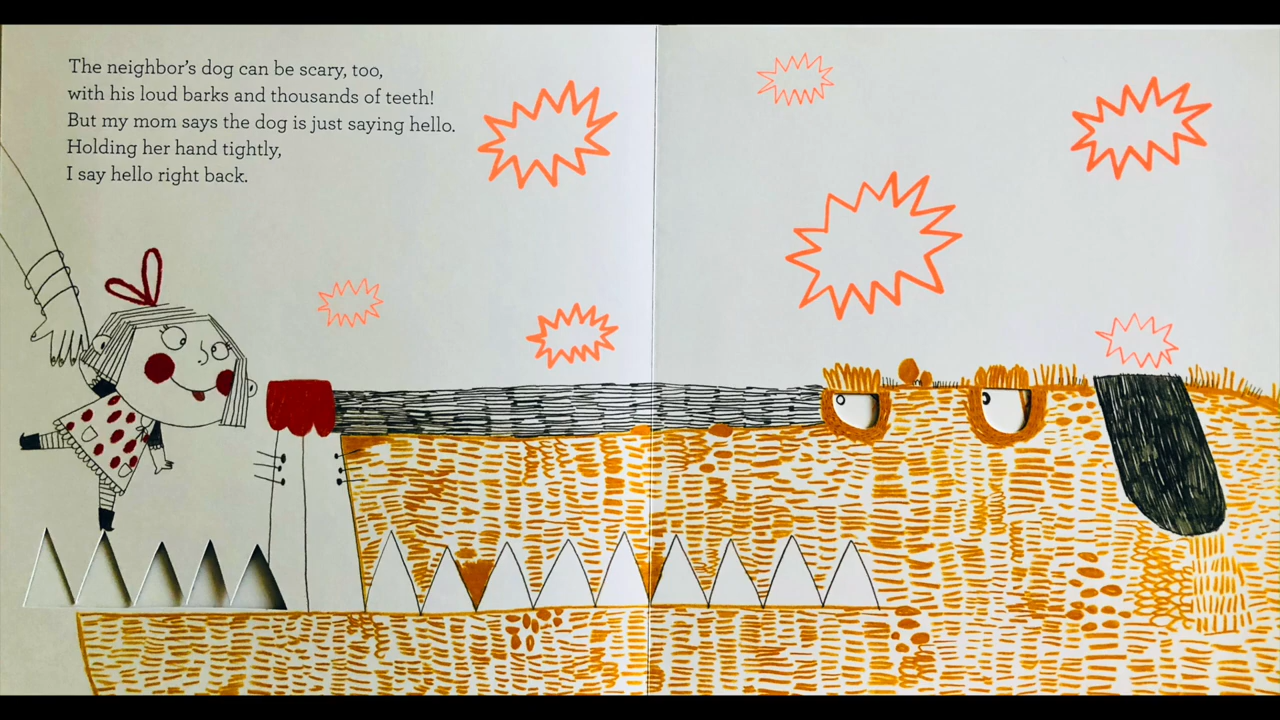 The neighbor's dog can be scary, too,
with his loud barks and thousands of teeth!
But my mom says the dog is just saying hello.
Holding her hand tightly,
I say hello right back.